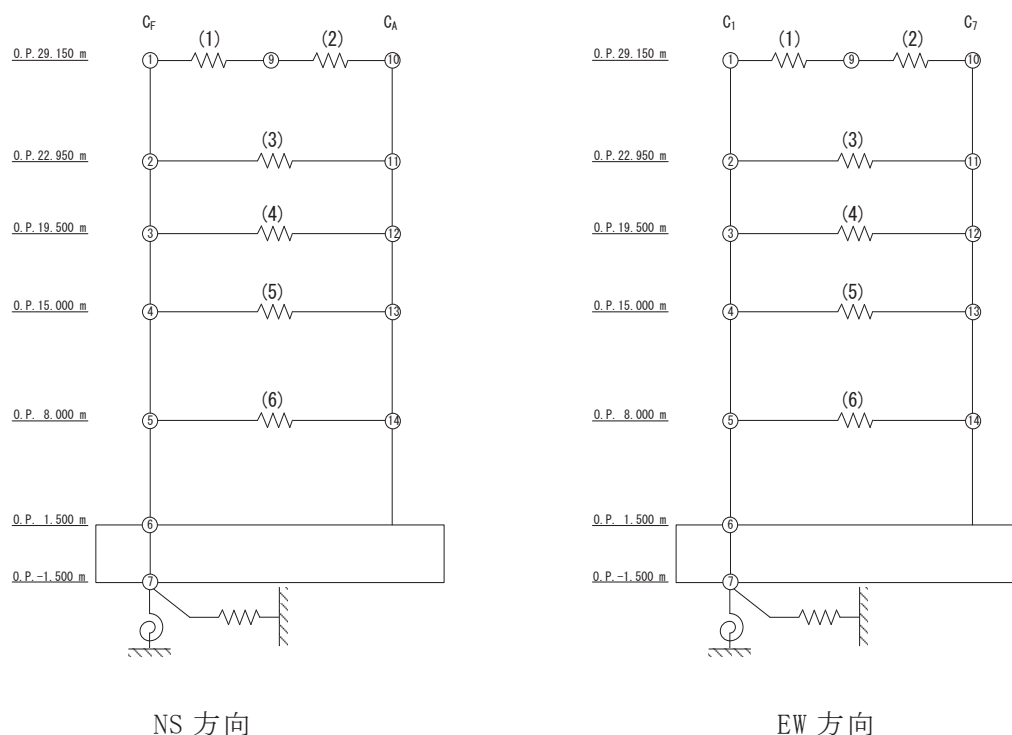 C_F C_A C_1 C_7
(1) (2) (1) (2)
O.P.29.150 m ① ⑨ ⑩ O.P.29.150 m ① ⑨ ⑩
(3) (3)
O.P.22.950 m ② ⑪ O.P.22.950 m ② ⑪
(4) (4)
O.P.19.500 m ③ ⑫ O.P.19.500 m ③ ⑫
(5) (5)
O.P.15.000 m ④ ⑬ O.P.15.000 m ④ ⑬
(6) (6)
O.P. 8.000 m ⑤ ⑭ O.P. 8.000 m ⑤ ⑭
O.P. 1.500 m ⑥ O.P. 1.500 m ⑥
O.P.-1.500 m ⑦ O.P.-1.500 m ⑦
NS 方向 EW 方向